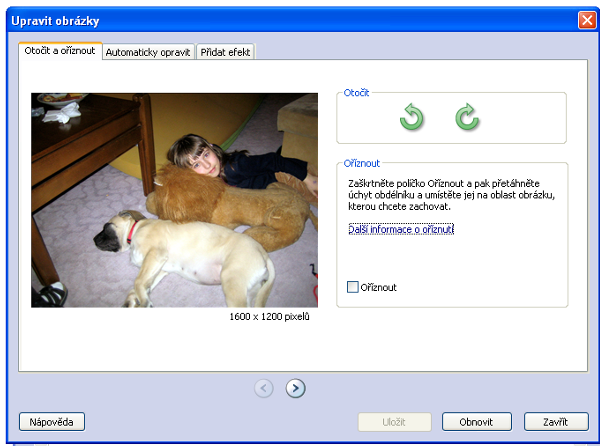 Upravit obrázky
Otočit a oříznout
Automaticky opravit
Přidat efekt
Otočit
Oříznout
Zaškrtněte políčko Oříznout a pak přetáhněte
úchyt obdélníku a umístěte jej na oblast obrázku,
kterou chcete zachovat.
Další informace o oříznutí
Oříznout
1600 x 1200 pixelů
Nápověda
Uložit
Obnovit
Zavřít